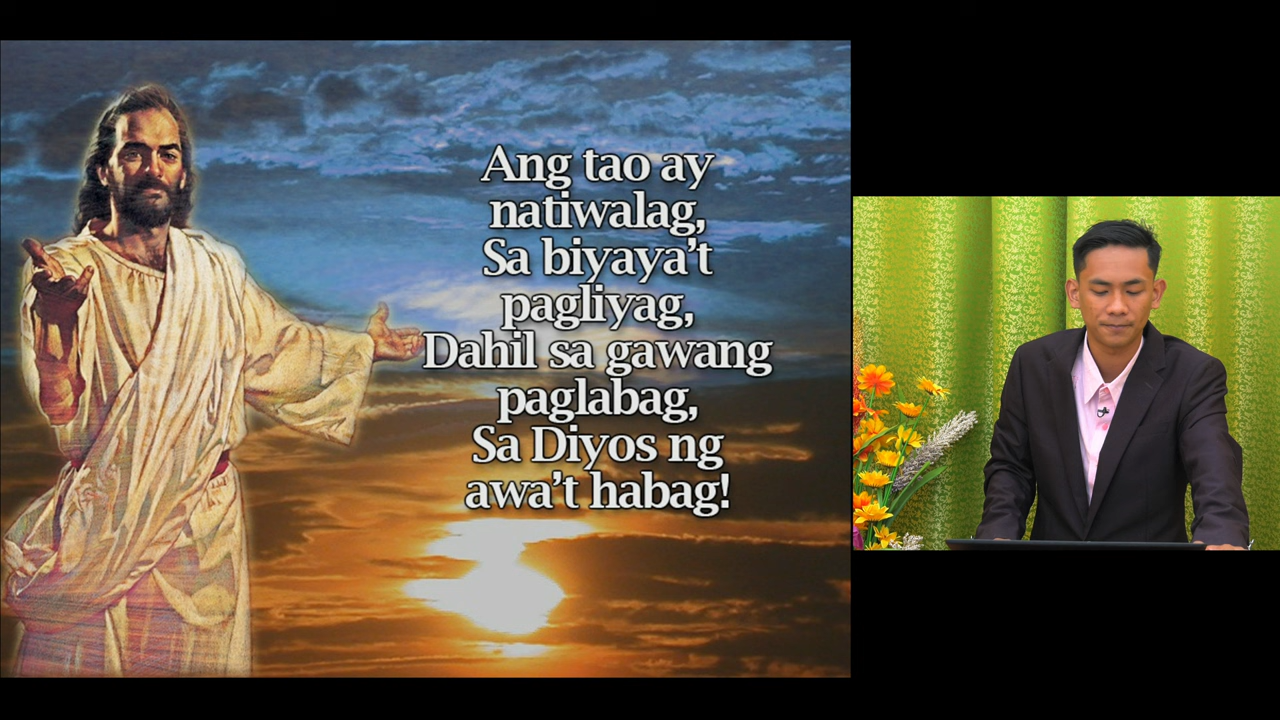 Ang tao ay
natiwalag,
Sa biyaya’t
pagliyag,
Dahil sa gawang
paglabag,
Sa Diyos ng
awa’t habag!